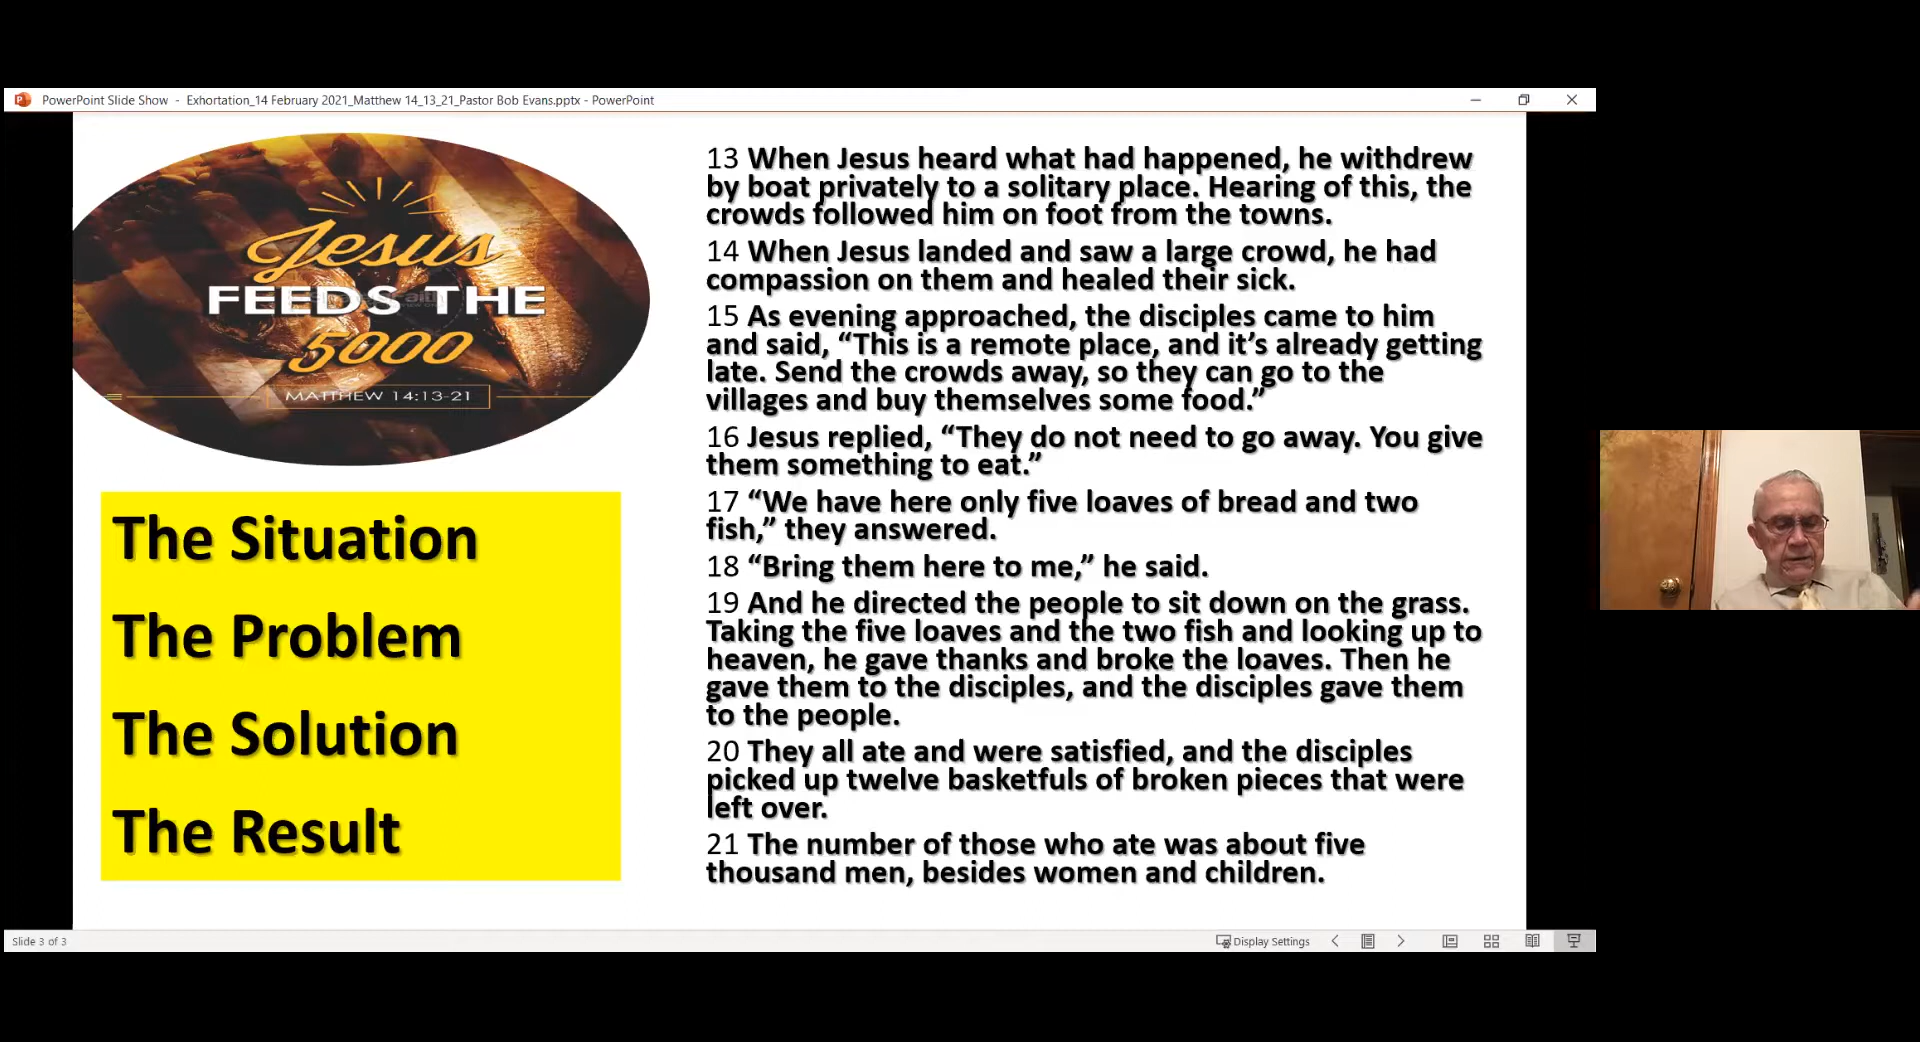 PowerPoint Slide Show - Exhortation_14 February 2021_Matthew 14_13_21_Pastor Bob Evans.pptx - PowerPoint
Jesus
FEEDS THE
5000
MATTHEW 14:13-21
The Situation
The Problem
The Solution
The Result
13 When Jesus heard what had happened, he withdrew
by boat privately to a solitary place. Hearing of this, the
crowds followed him on foot from the towns.
14 When Jesus landed and saw a large crowd, he had
compassion on them and healed their sick.
15 As evening approached, the disciples came to him
and said, “This is a remote place, and it’s already getting
late. Send the crowds away, so they can go to the
villages and buy themselves some food.”
16 Jesus replied, “They do not need to go away. You give
them something to eat.”
17 “We have here only five loaves of bread and two
fish,” they answered.
18 “Bring them here to me,” he said.
19 And he directed the people to sit down on the grass.
Taking the five loaves and the two fish and looking up to
heaven, he gave thanks and broke the loaves. Then he
gave them to the disciples, and the disciples gave them
to the people.
20 They all ate and were satisfied, and the disciples
picked up twelve basketfuls of broken pieces that were
left over.
21 The number of those who ate was about five
thousand men, besides women and children.
Slide 3 of 3
Display Settings